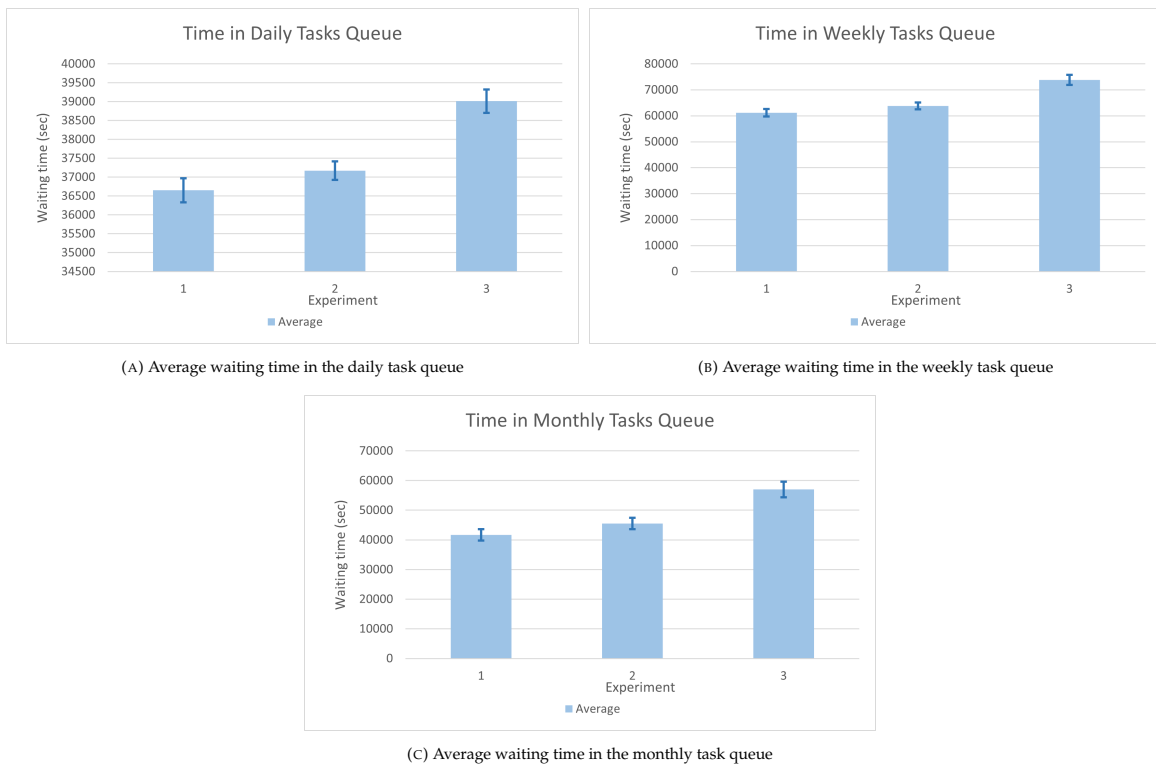 Time in Daily Tasks Queue
40000
39500
39000
38500
38000
37500
37000
36500
36000
35500
35000
34500
Waiting time (sec)
1
2
3
Experiment
Average
(A) Average waiting time in the daily task queue
Time in Weekly Tasks Queue
80000
70000
60000
50000
40000
30000
20000
10000
0
Waiting time (sec)
1
2
3
Experiment
Average
(B) Average waiting time in the weekly task queue
Time in Monthly Tasks Queue
70000
60000
50000
40000
30000
20000
10000
0
Waiting time (sec)
1
2
3
Experiment
Average
(C) Average waiting time in the monthly task queue